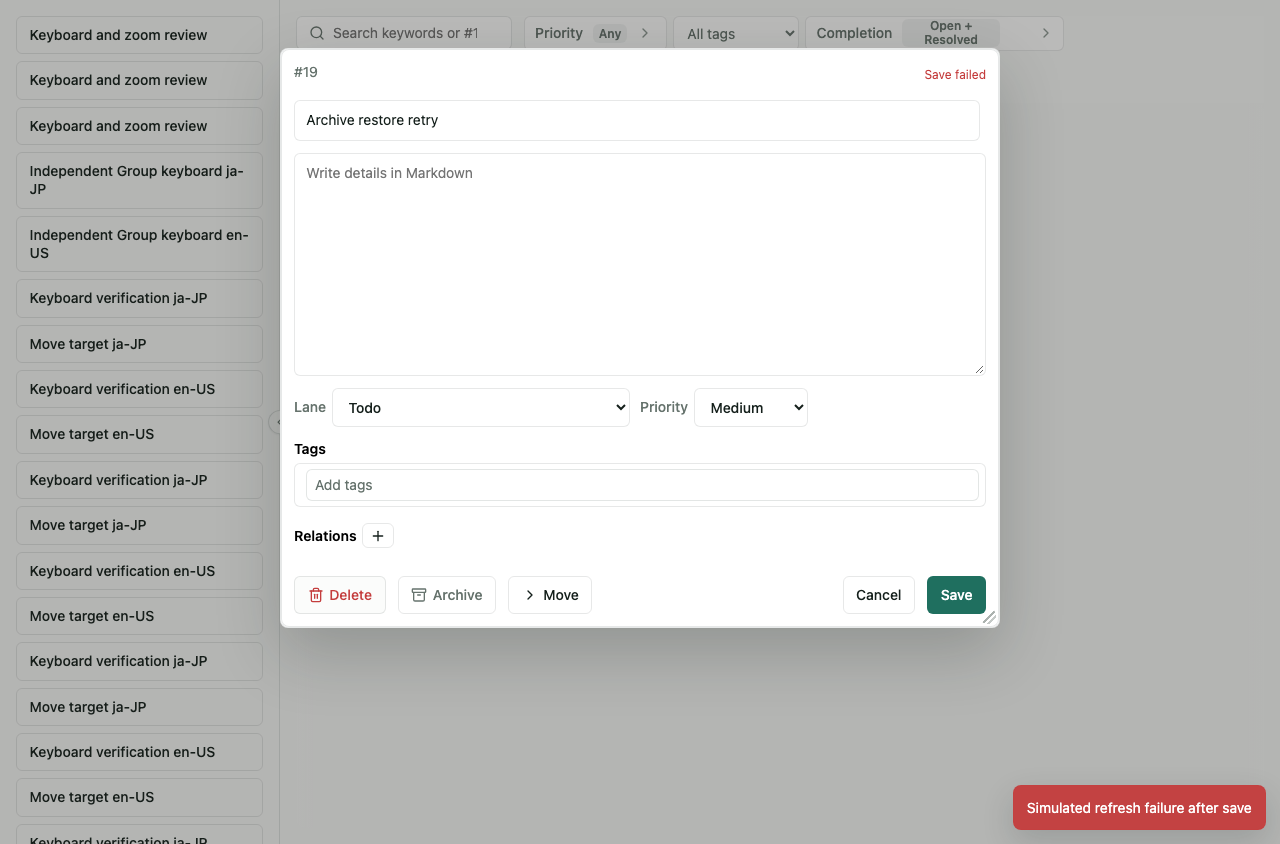 Keyboard and zoom review
Keyboard and zoom review
Keyboard and zoom review
Independent Group keyboard ja-
JP
Independent Group keyboard en-
US
Keyboard verification ja-JP
Move target ja-JP
Keyboard verification en-US
Move target en-US
Keyboard verification ja-JP
Move target ja-JP
Keyboard verification en-US
Move target en-US
Keyboard verification ja-JP
Move target ja-JP
Keyboard verification en-US
Move target en-US
Keyboard verification ja-JP
Search keywords or #1
Priority Any
All tags
Completion
Open +
Resolved
#19
Save failed
Archive restore retry
Write details in Markdown
Lane Todo
Priority Medium
Tags
Add tags
Relations
Delete
Archive
Move
Cancel
Save
Simulated refresh failure after save